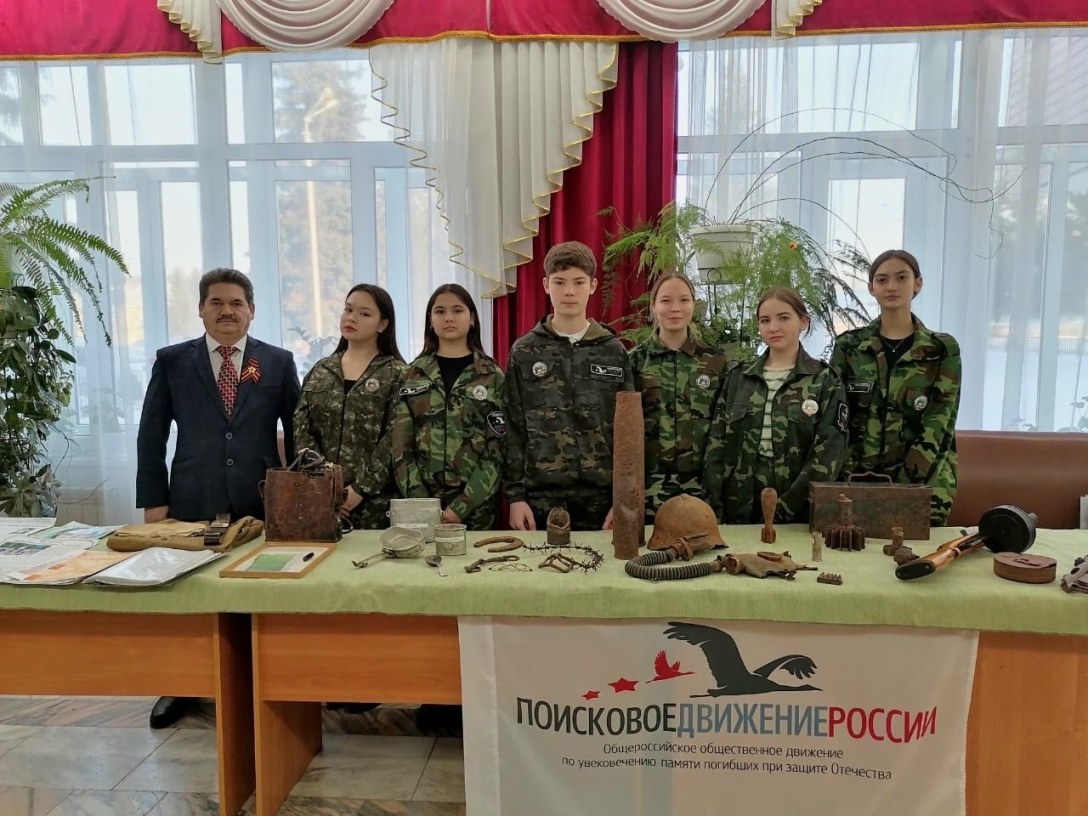 ПОИСКОВОЕДВИЖЕНИЕРОССИИ
Общероссийское общественное движение
по увековечению памяти погибших при защите Отечества